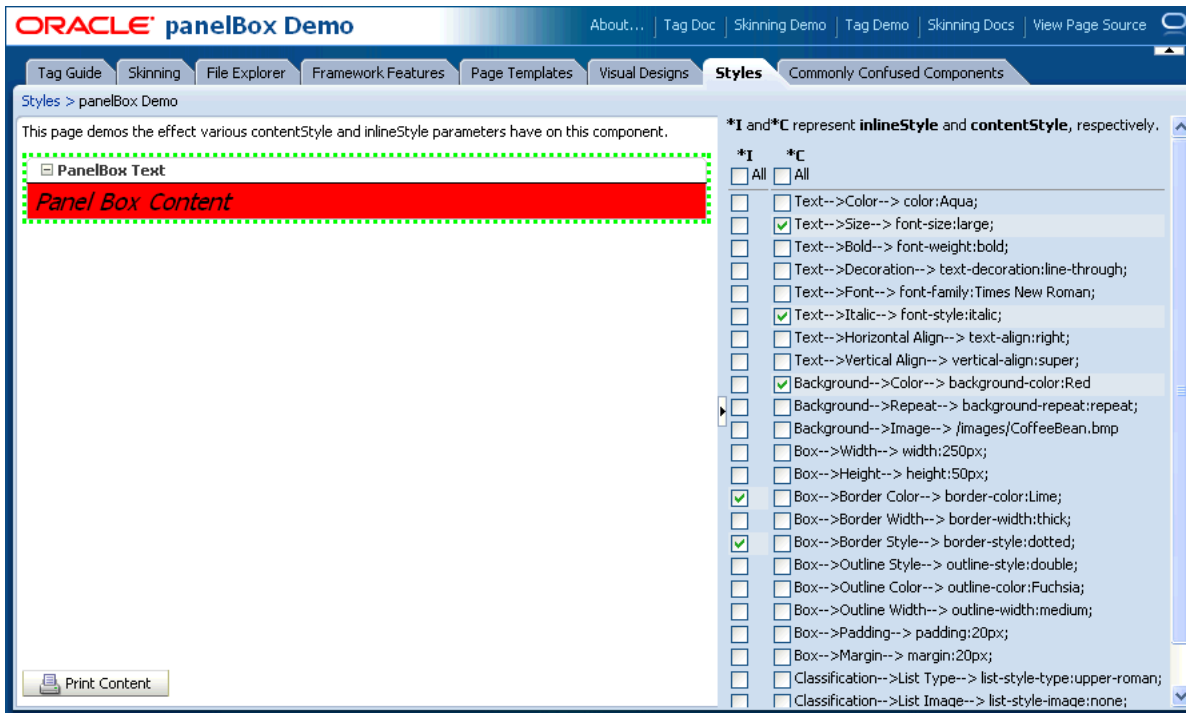 ORACLE panelBox Demo
About... | Tag Doc | Skinning Demo | Tag Demo | Skinning Docs | View Page Source
Tag Guide Skinning File Explorer Framework Features Page Templates Visual Designs Styles Commonly Confused Components
Styles > panelBox Demo
This page demos the effect various contentStyle and inlineStyle parameters have on this component.
PanelBox Text
Panel Box Content
Print Content
*I and*C represent inlineStyle and contentStyle, respectively.
*I *C
All All
Text-->Color--> color:Aqua;
Text-->Size--> font-size:large;
Text-->Bold--> font-weight:bold;
Text-->Decoration--> text-decoration:line-through;
Text-->Font--> font-family:Times New Roman;
Text-->Italic--> font-style:italic;
Text-->Horizontal Align--> text-align:right;
Text-->Vertical Align--> vertical-align:super;
Background-->Color--> background-color:Red
Background-->Repeat--> background-repeat:repeat;
Background-->Image--> /images/CoffeeBean.bmp
Box-->Width--> width:250px;
Box-->Height--> height:50px;
Box-->Border Color--> border-color:Lime;
Box-->Border Width--> border-width:thick;
Box-->Border Style--> border-style:dotted;
Box-->Outline Style--> outline-style:double;
Box-->Outline Color--> outline-color:Fuchsia;
Box-->Outline Width--> outline-width:medium;
Box-->Padding--> padding:20px;
Box-->Margin--> margin:20px;
Classification-->List Type--> list-style-type:upper-roman;
Classification-->List Image--> list-style-image:none;